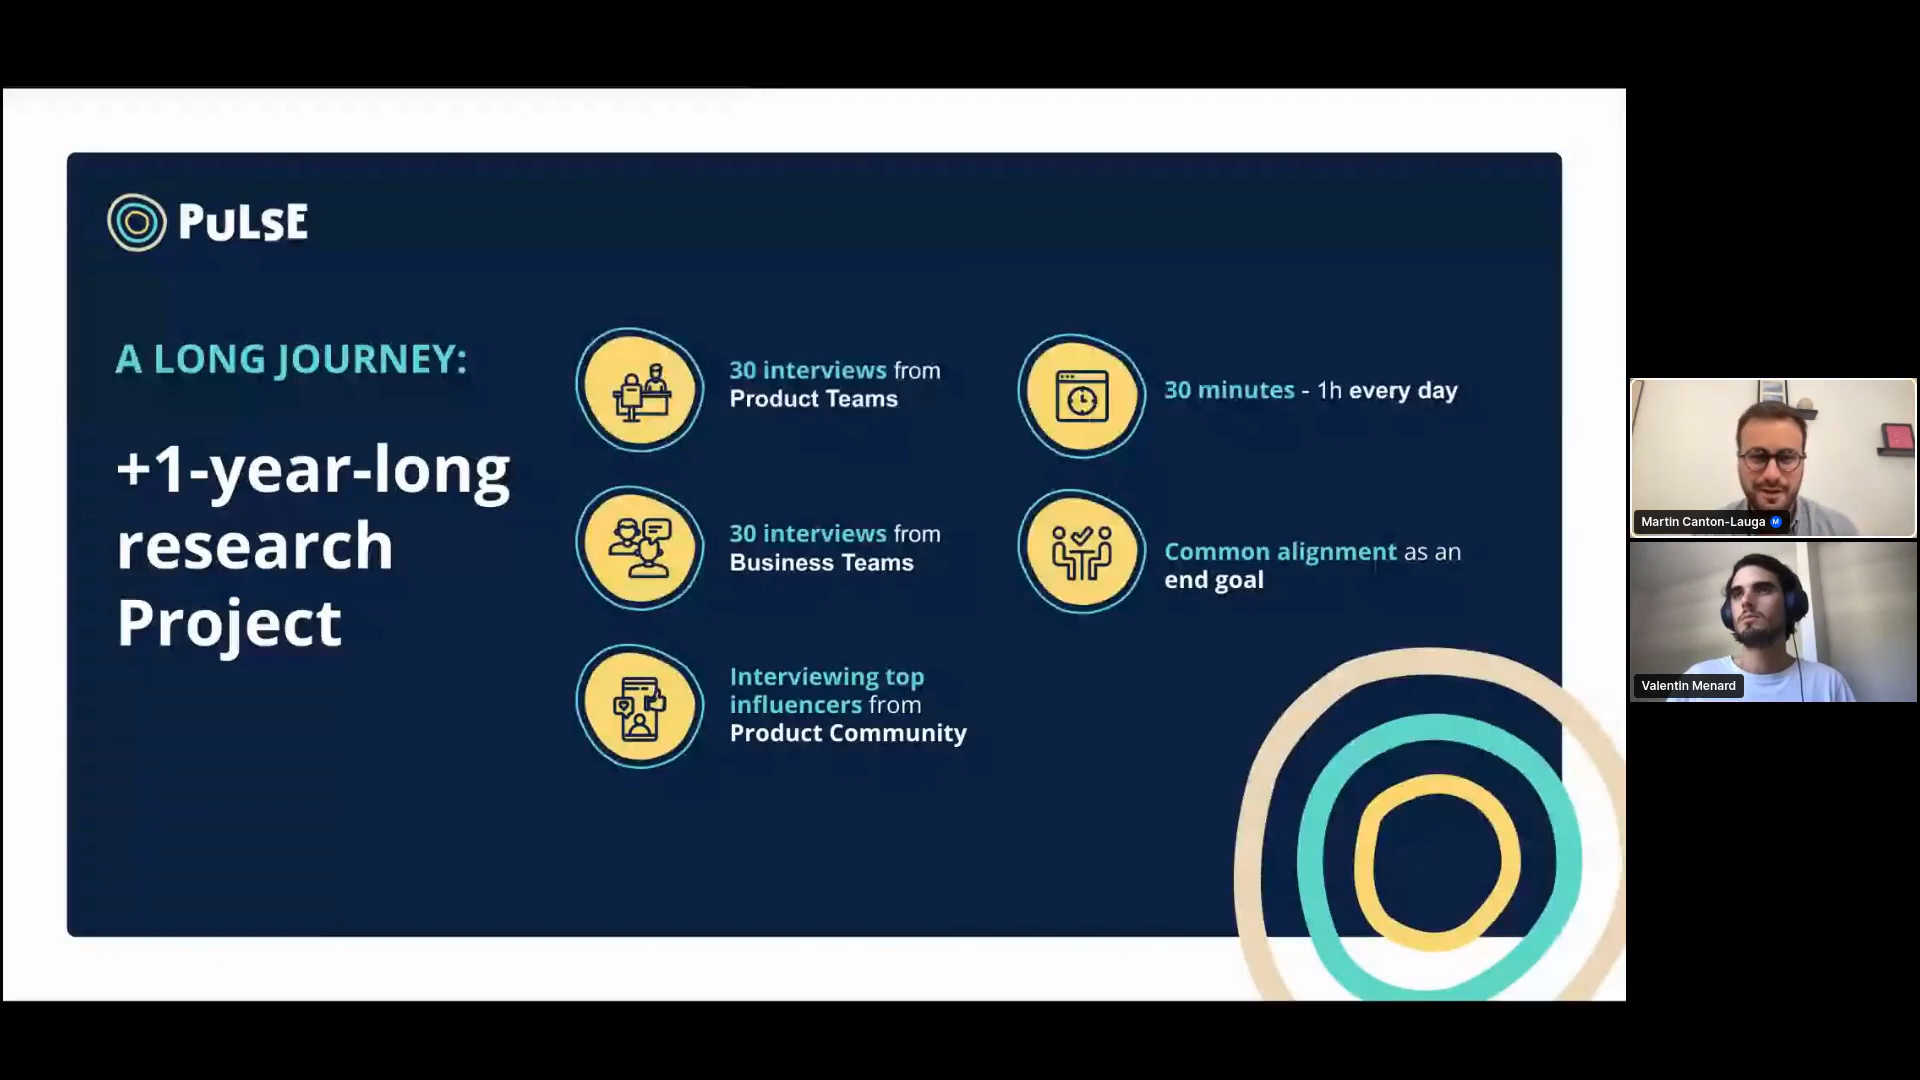 PULSE
A LONG JOURNEY:
+1-year-long
research
Project
30 interviews from
Product Teams
30 interviews from
Business Teams
Interviewing top
influencers from
Product Community
30 minutes - 1h every day
Common alignment as an
end goal
Martin Canton-Lauga M
Valentin Menard